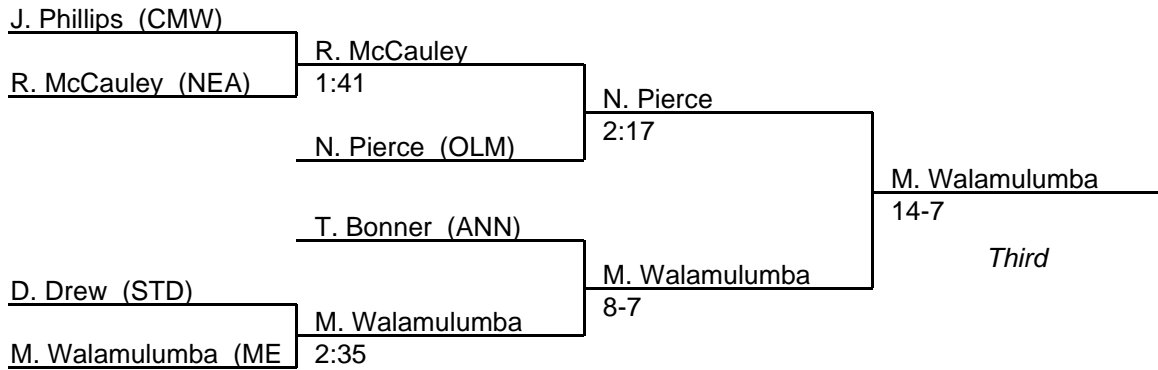 J. Phillips (CMW)
R. McCauley
R. McCauley (NEA)
1:41
N. Pierce
2:17
N. Pierce (OLM)
M. Walamulumba
14-7
T. Bonner (ANN)
Third
M. Walamulumba
8-7
D. Drew (STD)
M. Walamulumba
M. Walamulumba (ME
2:35